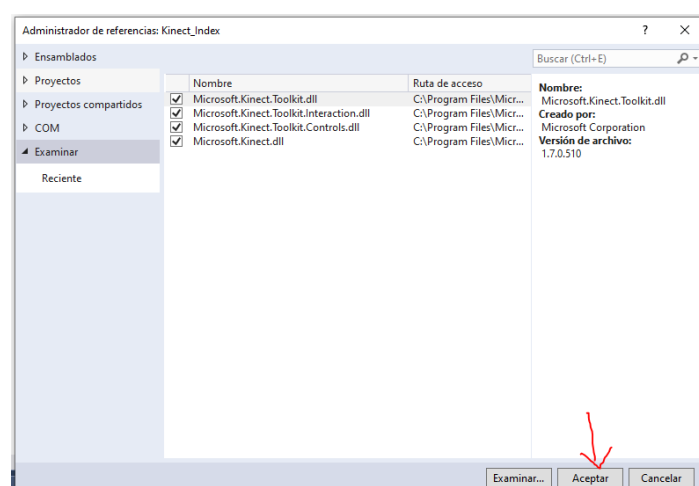 Administrador de referencias: Kinect_Index
? ×
Ensamblados
Buscar (Ctrl+E)
Proyectos
Proyectos compartidos
COM
Examinar
Reciente
Nombre Ruta de acceso
Microsoft.Kinect.Toolkit.dll C:\Program Files\Micr...
Microsoft.Kinect.Toolkit.Interaction.dll C:\Program Files\Micr...
Microsoft.Kinect.Toolkit.Controls.dll C:\Program Files\Micr...
Microsoft.Kinect.dll C:\Program Files\Micr...
Nombre:
Microsoft.Kinect.Toolkit.dll
Creado por:
Microsoft Corporation
Versión de archivo:
1.7.0.510
Examinar... Aceptar Cancelar